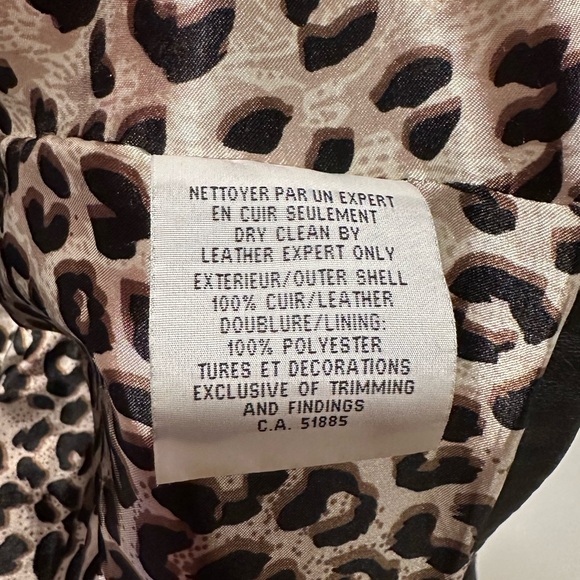 NETTOYER PAR UN EXPERT
EN CUIR SEULEMENT
DRY CLEAN BY
LEATHER EXPERT ONLY
EXTERIEUR/OUTER SHELL
100% CUIR/LEATHER
DOUBLURE/LINING:
100% POLYESTER
TURES ET DECORATIONS
EXCLUSIVE OF TRIMMING
AND FINDINGS
C.A. 51885